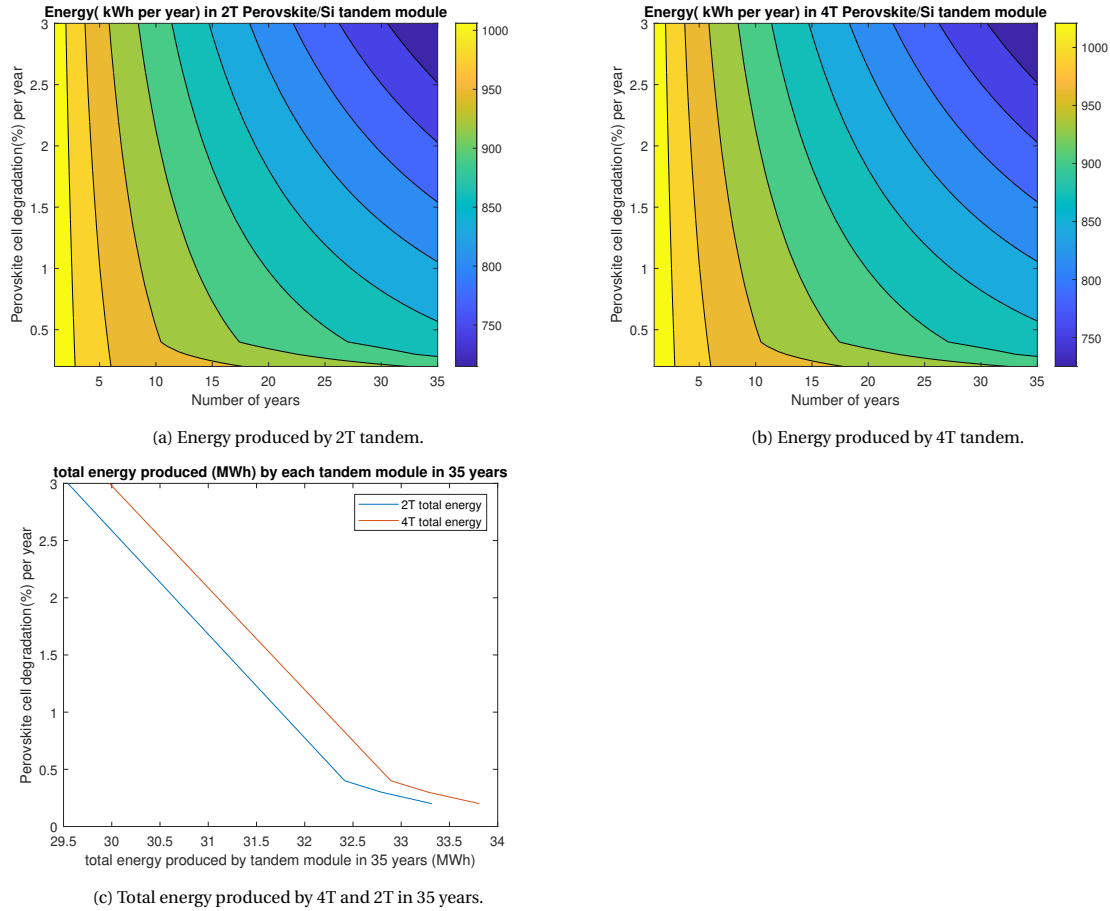 Energy( kWh per year) in 2T Perovskite/Si tandem module
3
2.5
2
1.5
1
0.5
Perovskite cell degradation(%) per year
5 10 15 20 25 30 35
Number of years
1000
950
900
850
800
750
(a) Energy produced by 2T tandem.
Energy( kWh per year) in 4T Perovskite/Si tandem module
3
2.5
2
1.5
1
0.5
Perovskite cell degradation(%) per year
5 10 15 20 25 30 35
Number of years
1000
950
900
850
800
750
(b) Energy produced by 4T tandem.
total energy produced (MWh) by each tandem module in 35 years
3
2.5
2
1.5
1
0.5
0
Perovskite cell degradation(%) per year
2T total energy
4T total energy
29.5 30 30.5 31 31.5 32 32.5 33 33.5 34
total energy produced by tandem module in 35 years (MWh)
(c) Total energy produced by 4T and 2T in 35 years.